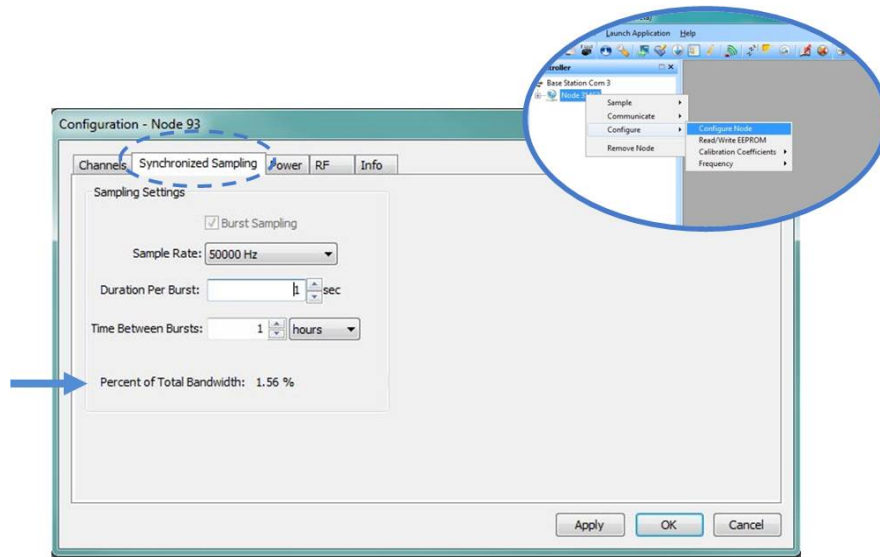 Launch Application Help
Base Station Com 3
Node
Sample
Communicate
Configure
Remove Node
Configure Node
Read/Write EEPROM
Calibration Coefficients
Frequency
Configuration - Node 93
Channels Synchronized Sampling Power RF Info
Sampling Settings
Burst Sampling
Sample Rate: 50000 Hz
Duration Per Burst: 1 sec
Time Between Bursts: 1 hours
Percent of Total Bandwidth: 1.56 %
Apply OK Cancel